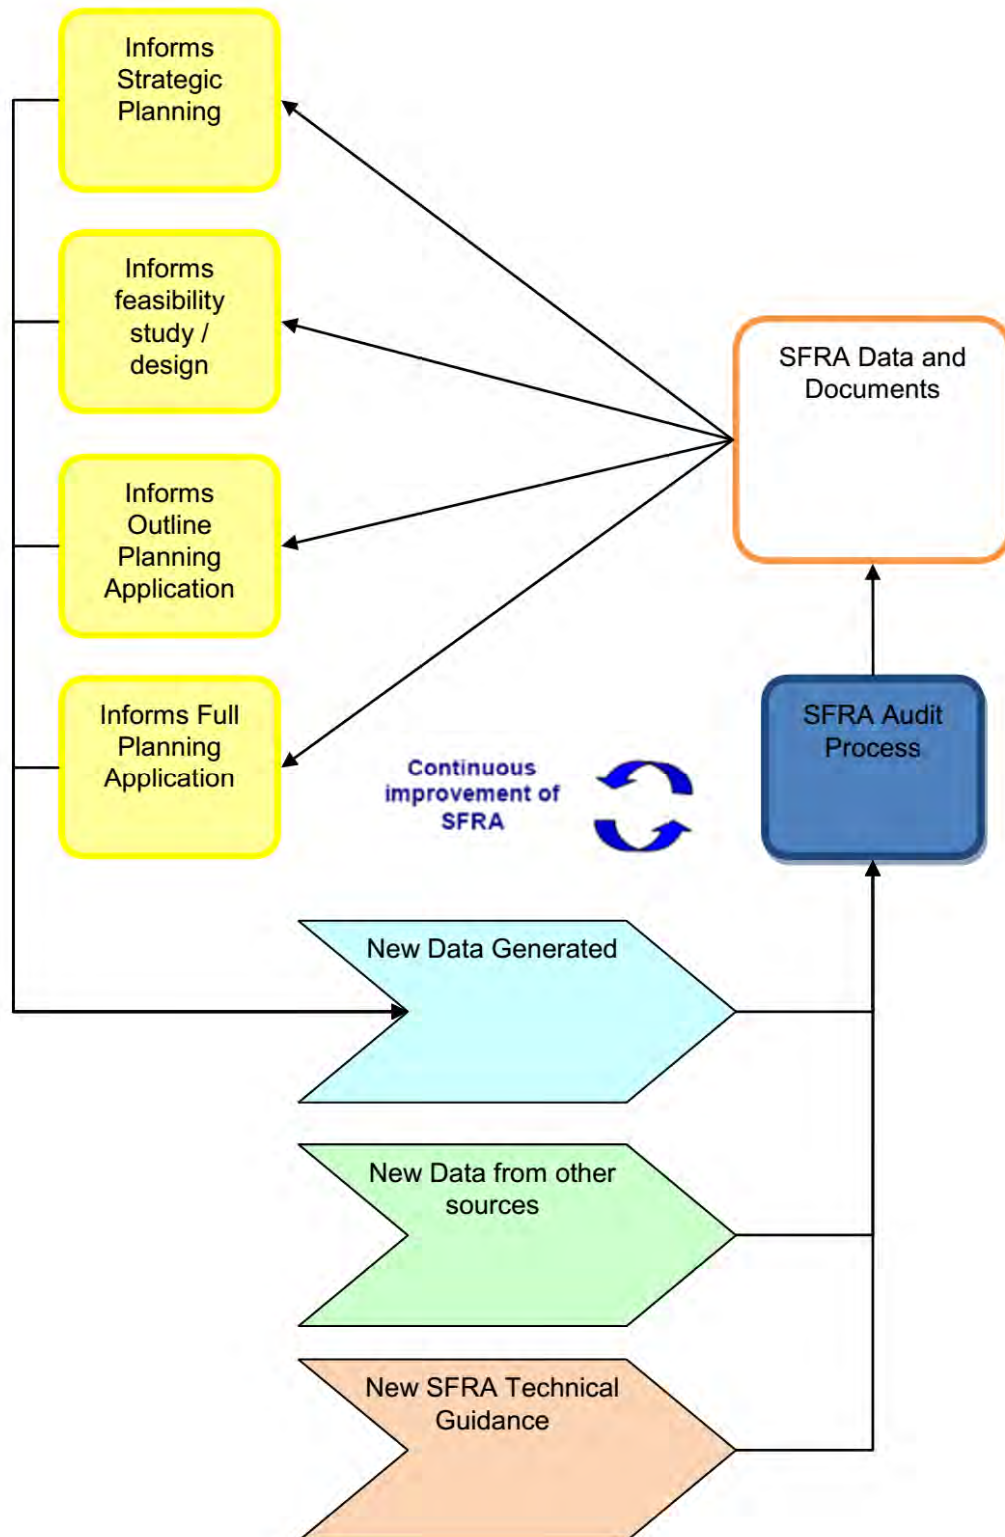 Informs
Strategic
Planning
Informs
feasibility
study /
design
SFRA Data and
Documents
Informs
Outline
Planning
Application
Informs Full
Planning
Application
SFRA Audit
Process
Continuous
improvement of
SFRA
New Data Generated
New Data from other
sources
New SFRA Technical
Guidance